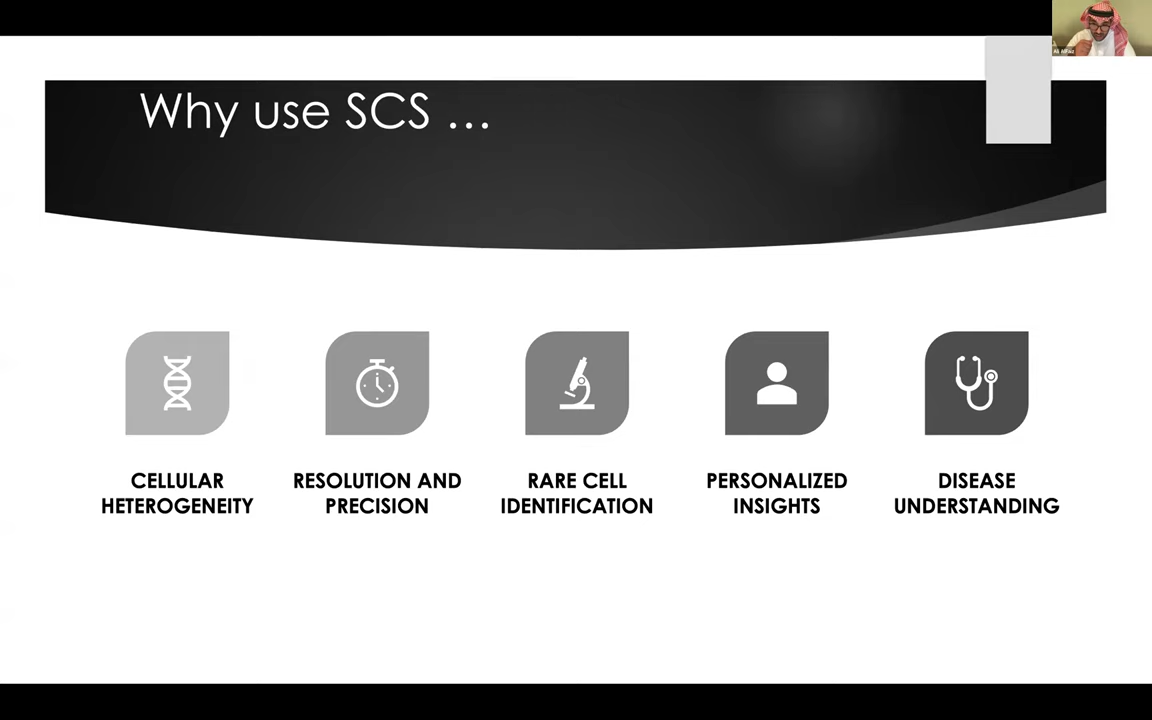 Why use SCS ...
CELLULAR
HETEROGENEITY
RESOLUTION AND
PRECISION
RARE CELL
IDENTIFICATION
PERSONALIZED
INSIGHTS
DISEASE
UNDERSTANDING